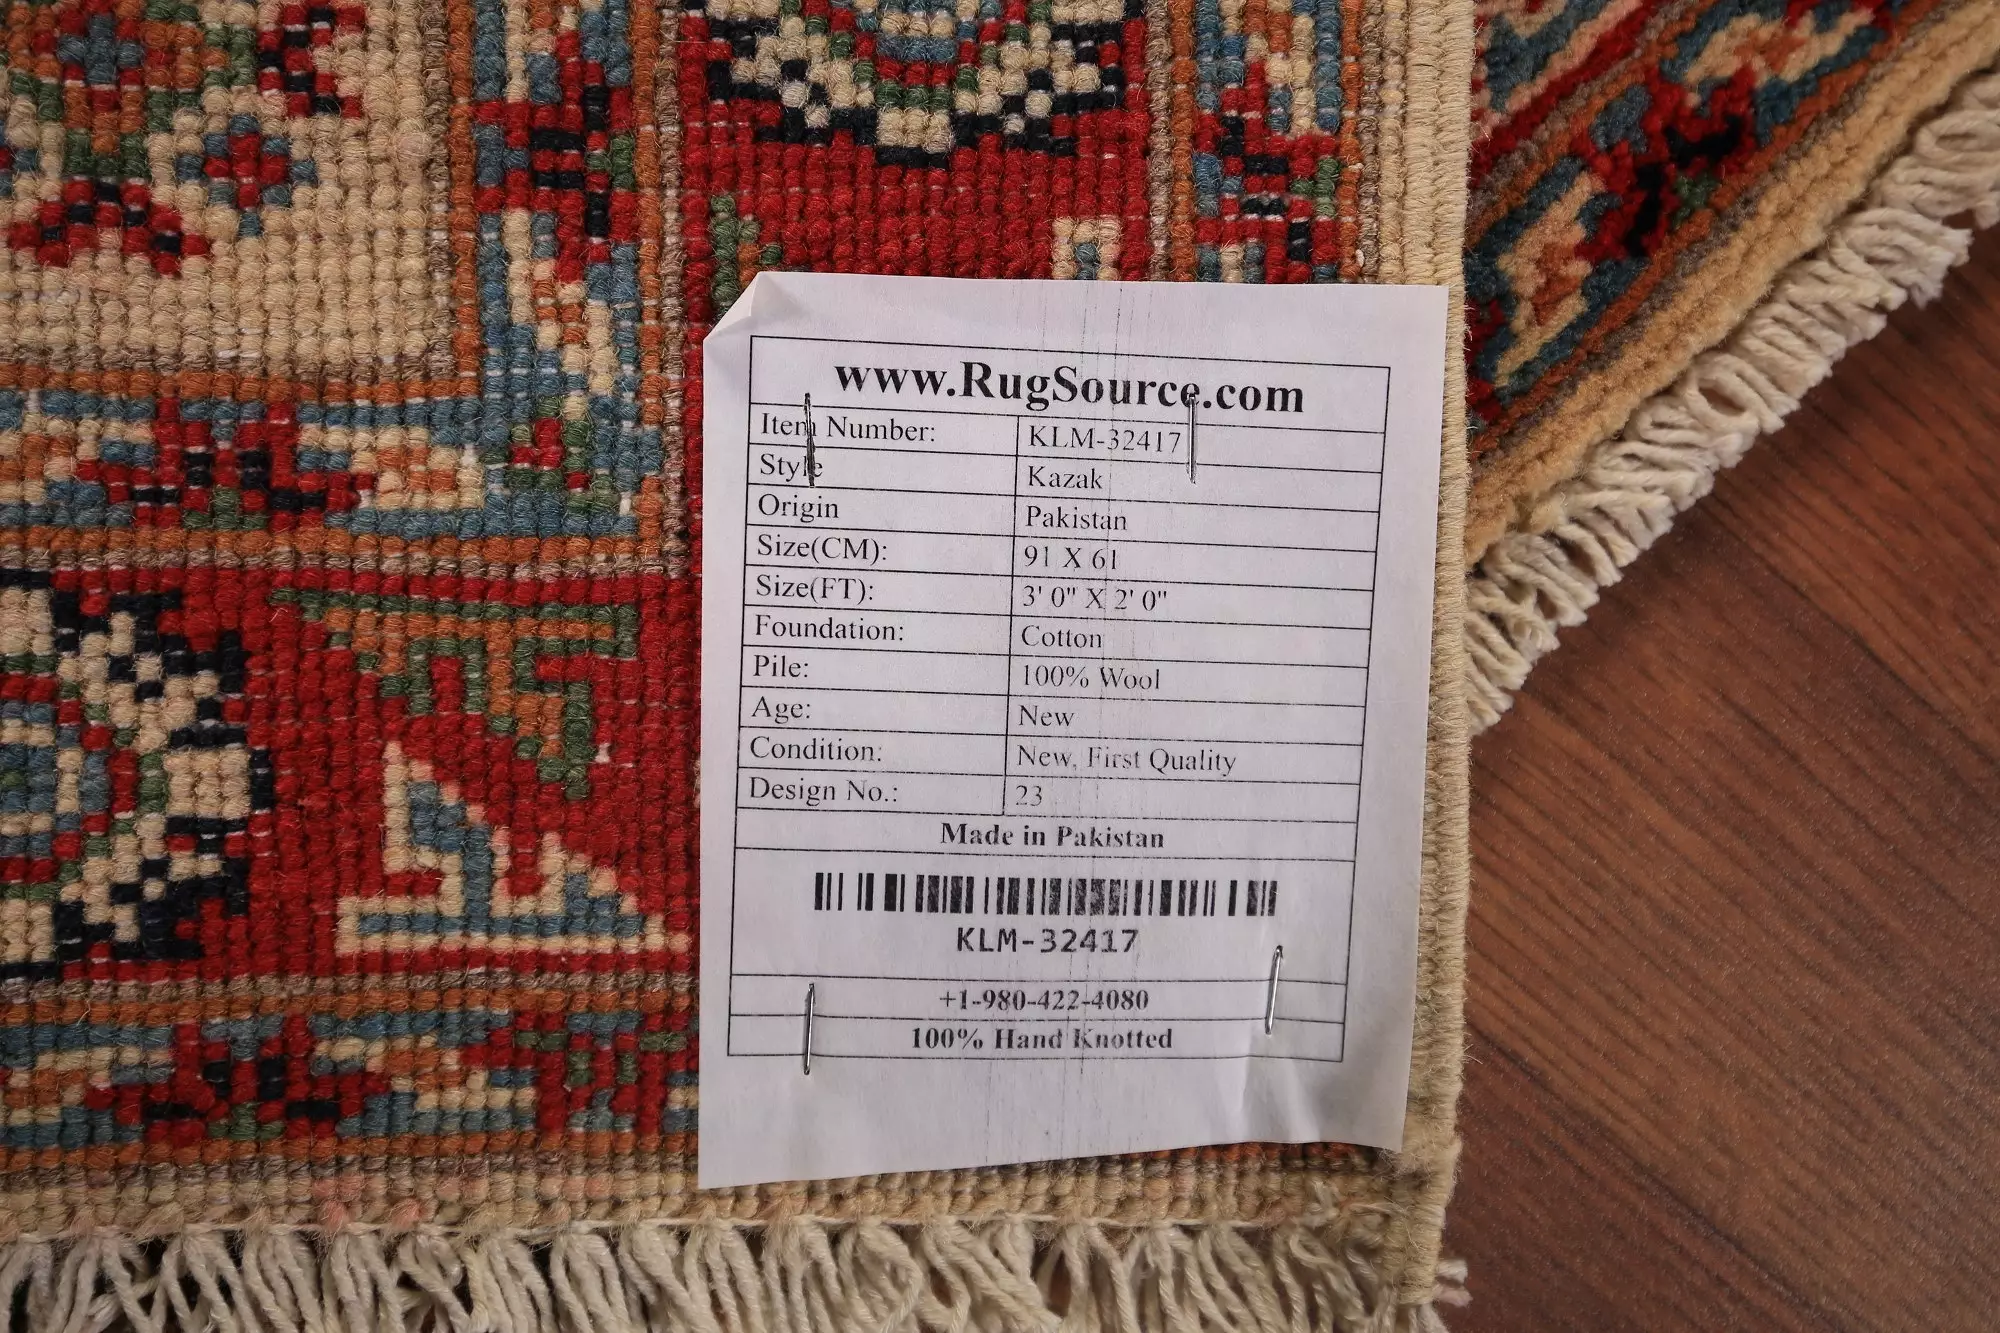 www.RugSource.com
Item Number: KLM-32417
Style Kazak
Origin Pakistan
Size(CM): 91 X 61
Size(FT): 3' 0" X 2' 0"
Foundation: Cotton
Pile: 100% Wool
Age: New
Condition: New, First Quality
Design No.: 23
Made in Pakistan
KLM-32417
+1-980-422-4080
100% Hand Knotted